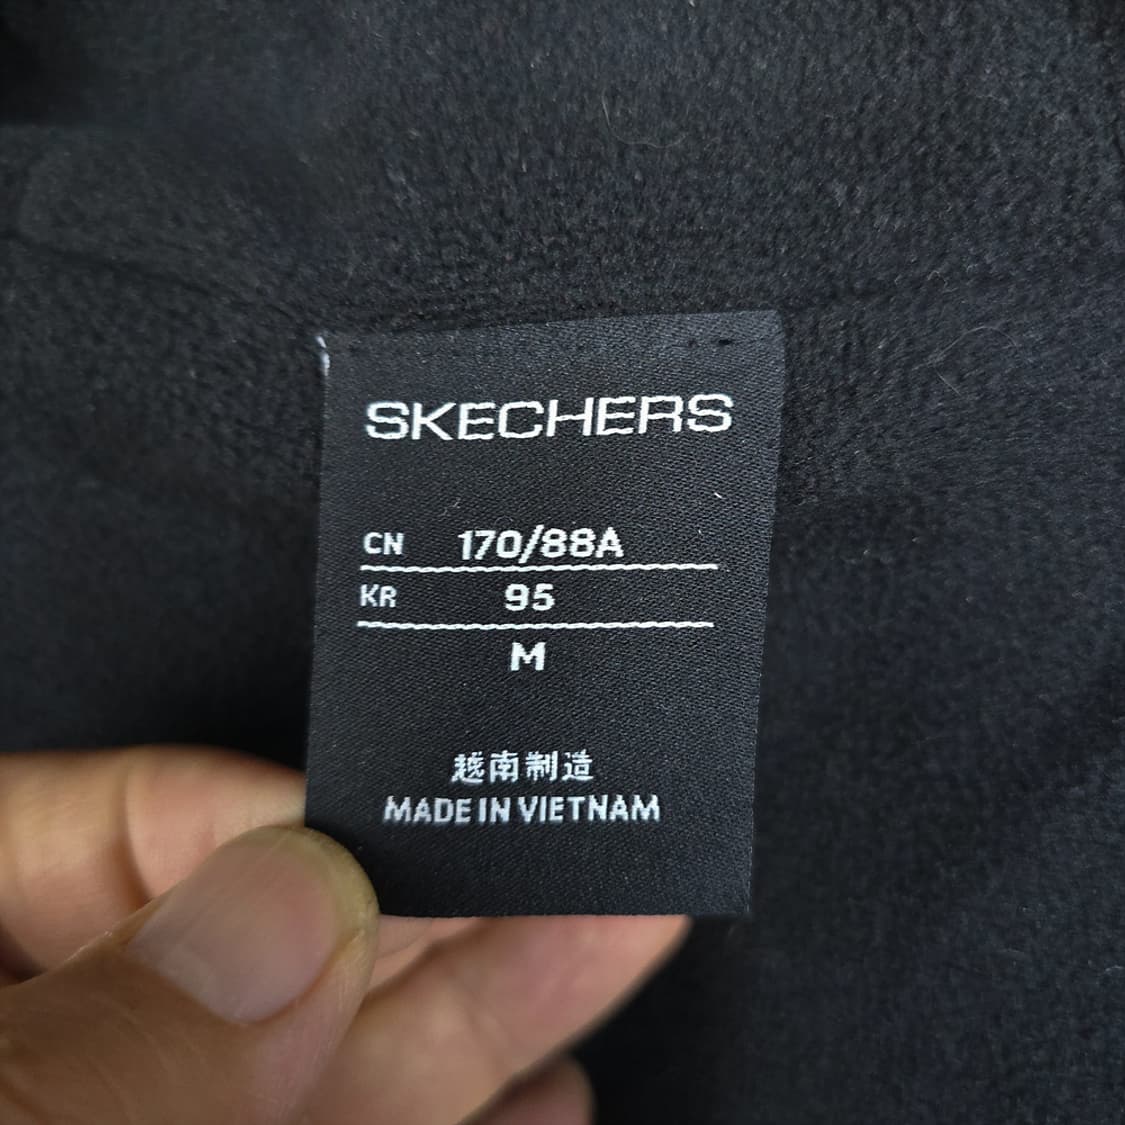 SKECHERS
CN 170/88A
KR 95
M
越南制造
MADE IN VIETNAM